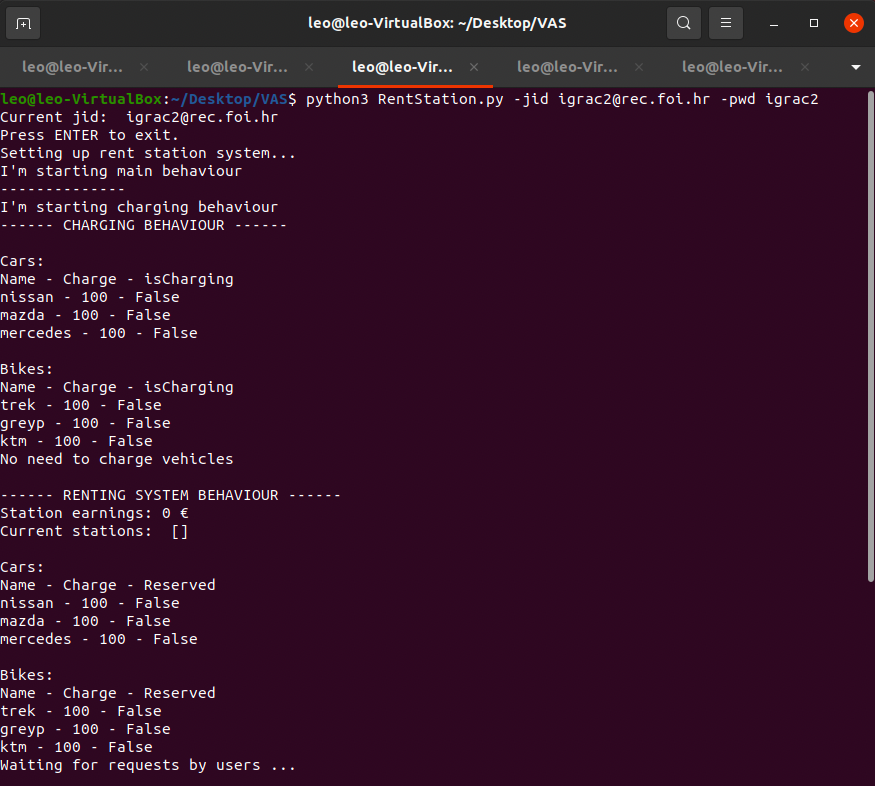 leo@leo-VirtualBox: ~/Desktop/VAS
leo@leo-Vir... leo@leo-Vir... leo@leo-Vir... leo@leo-Vir... leo@leo-Vir...
leo@leo-VirtualBox:~/Desktop/VAS$ python3 RentStation.py -jid igrac2@rec.foi.hr -pwd igrac2
Current jid:  igrac2@rec.foi.hr
Press ENTER to exit.
Setting up rent station system...
I'm starting main behaviour
--------------
I'm starting charging behaviour
------ CHARGING BEHAVIOUR ------
Cars:
Name - Charge - isCharging
nissan - 100 - False
mazda - 100 - False
mercedes - 100 - False
Bikes:
Name - Charge - isCharging
trek - 100 - False
greyp - 100 - False
ktm - 100 - False
No need to charge vehicles
------ RENTING SYSTEM BEHAVIOUR ------
Station earnings: 0 €
Current stations:  []
Cars:
Name - Charge - Reserved
nissan - 100 - False
mazda - 100 - False
mercedes - 100 - False
Bikes:
Name - Charge - Reserved
trek - 100 - False
greyp - 100 - False
ktm - 100 - False
Waiting for requests by users ...